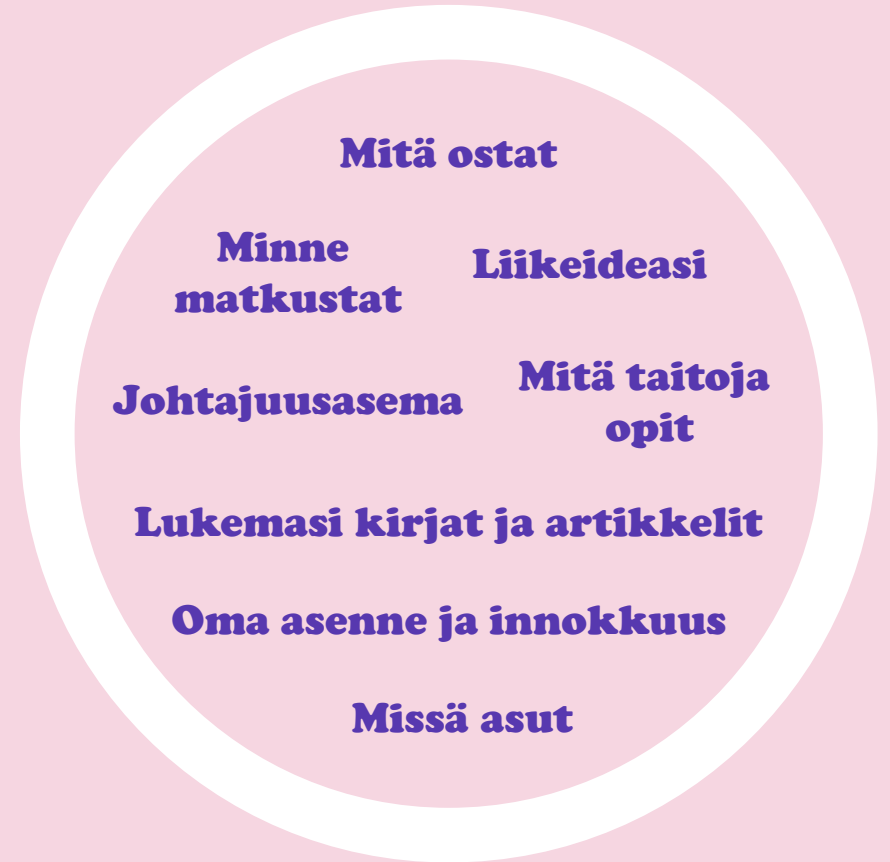 Mitä ostat
Minne
matkustat
Liikeideasi
Johtajuusasema
Mitä taitoja
opit
Lukemasi kirjat ja artikkelit
Oma asenne ja innokkuus
Missä asut